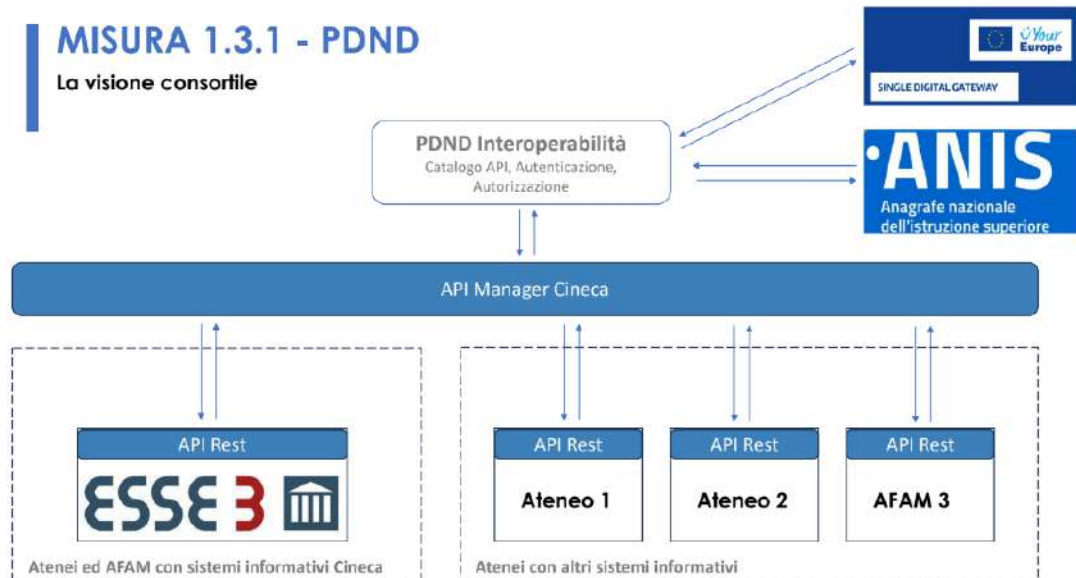 MISURA 1.3.1 - PDND
La visione consortile
Your
Europe
SINGLE DIGITAL GATEWAY
PDND Interoperabilità
Catalogo API, Autenticazione,
Autorizzazione
ANIS
Anagrafe nazionale
dell'istruzione superiore
API Manager Cineca
API Rest
ESSE 3
Atenei ed AFAM con sistemi informativi Cineca
API Rest
Ateneo 1
API Rest
Ateneo 2
API Rest
AFAM 3
Atenei con altri sistemi informativi